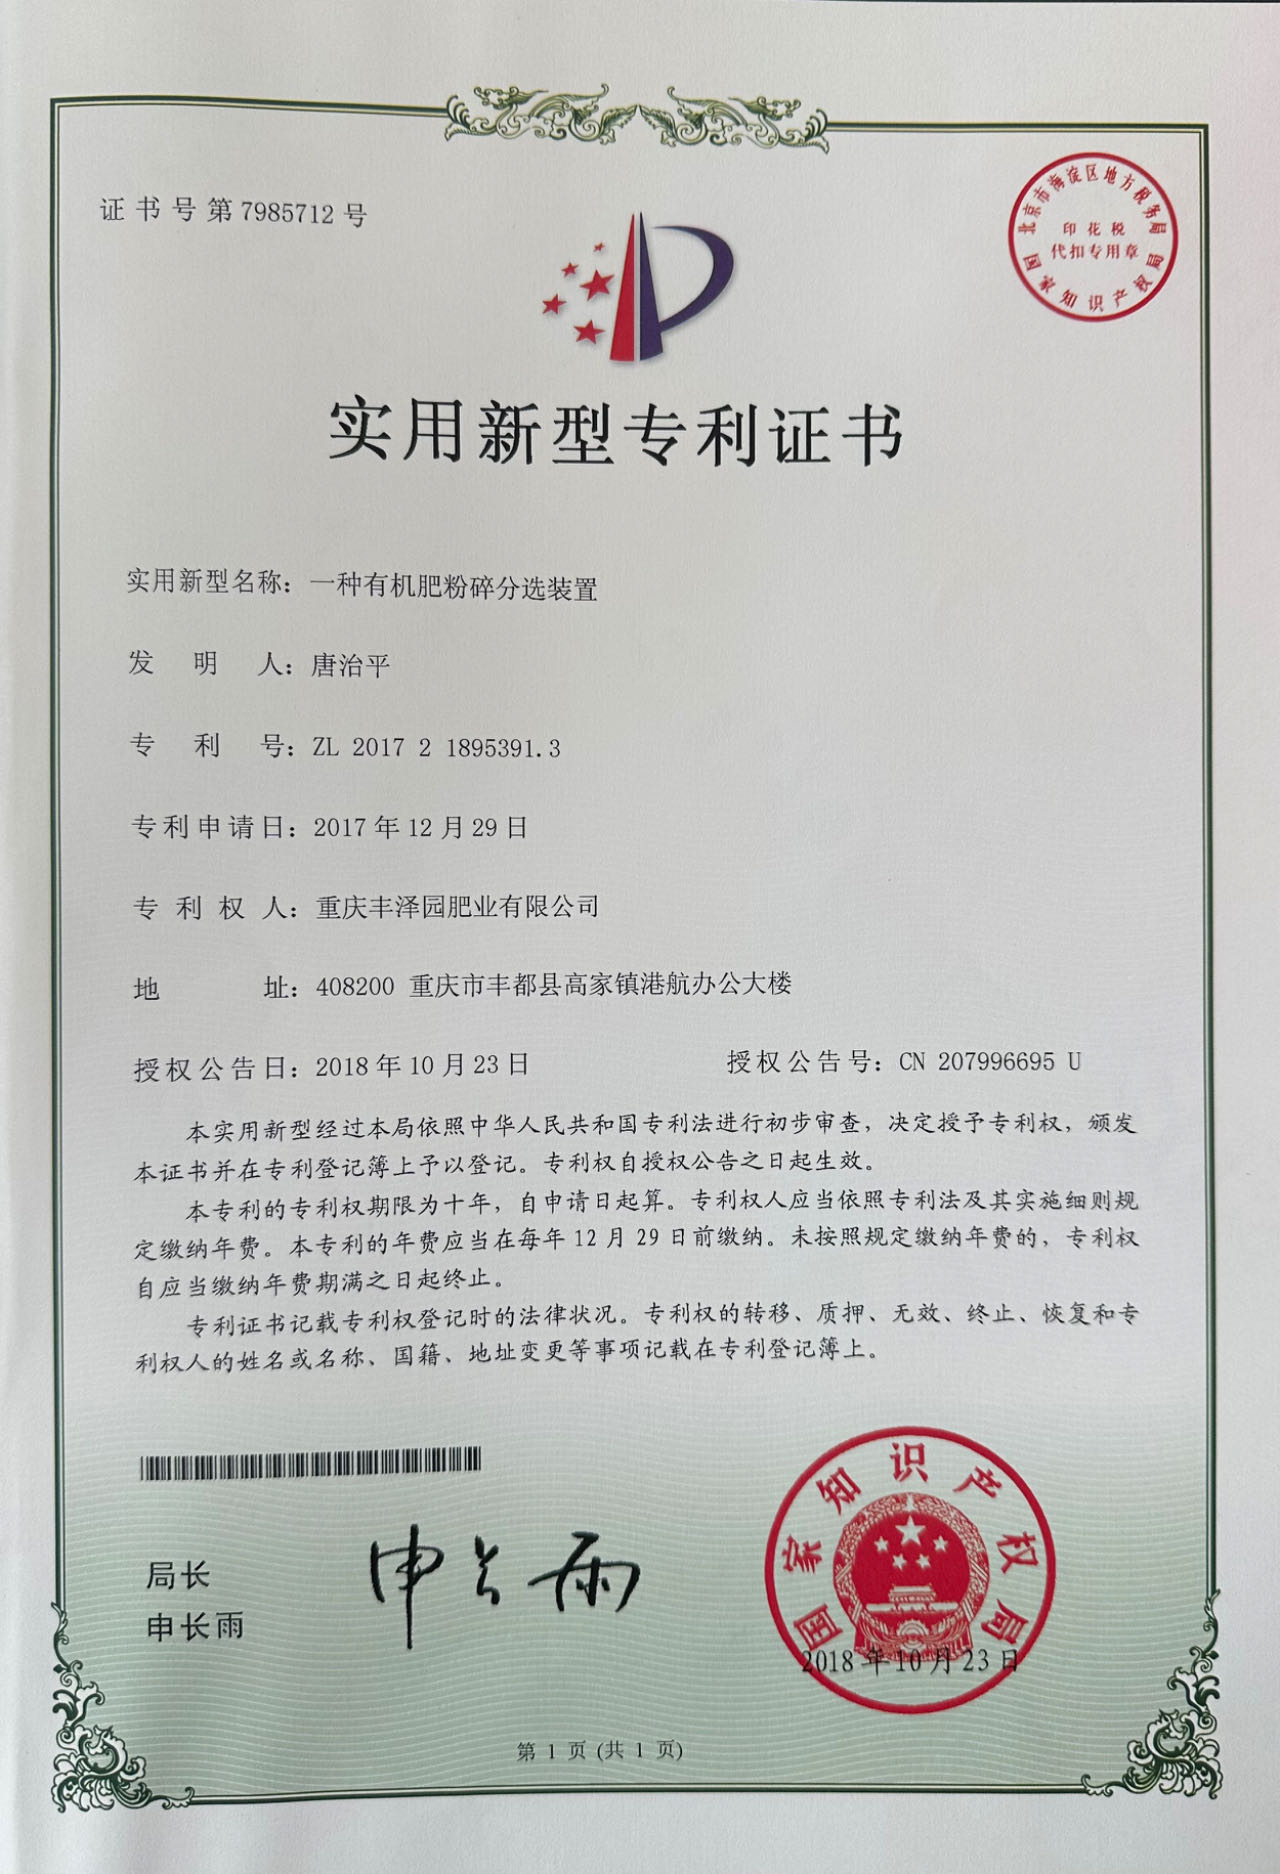 证书号第7985712号
北京市海淀区地方税务局
印花税
代扣专用章
国家知识产权局
实用新型专利证书
实用新型名称：一种有机肥粉碎分选装置
发明人：唐治平
专利号：ZL 2017 2 1895391.3
专利申请日：2017年12月29日
专利权人：重庆丰泽园肥业有限公司
地址：408200 重庆市丰都县高家镇港航办公大楼
授权公告日：2018年10月23日 授权公告号：CN 207996695 U
本实用新型经过本局依照中华人民共和国专利法进行初步审查，决定授予专利权，颁发
本证书并在专利登记簿上予以登记。专利权自授权公告之日起生效。
本专利的专利权期限为十年，自申请日起算。专利权人应当依照专利法及其实施细则规
定缴纳年费。本专利的年费应当在每年12月29日前缴纳。未按照规定缴纳年费的，专利权
自应当缴纳年费期满之日起终止。
专利证书记载专利权登记时的法律状况。专利权的转移、质押、无效、终止、恢复和专
利权人的姓名或名称、国籍、地址变更等事项记载在专利登记簿上。
局长
申长雨
申长雨
国家知识产权局
2018年10月23日
第 1 页 (共 1 页)